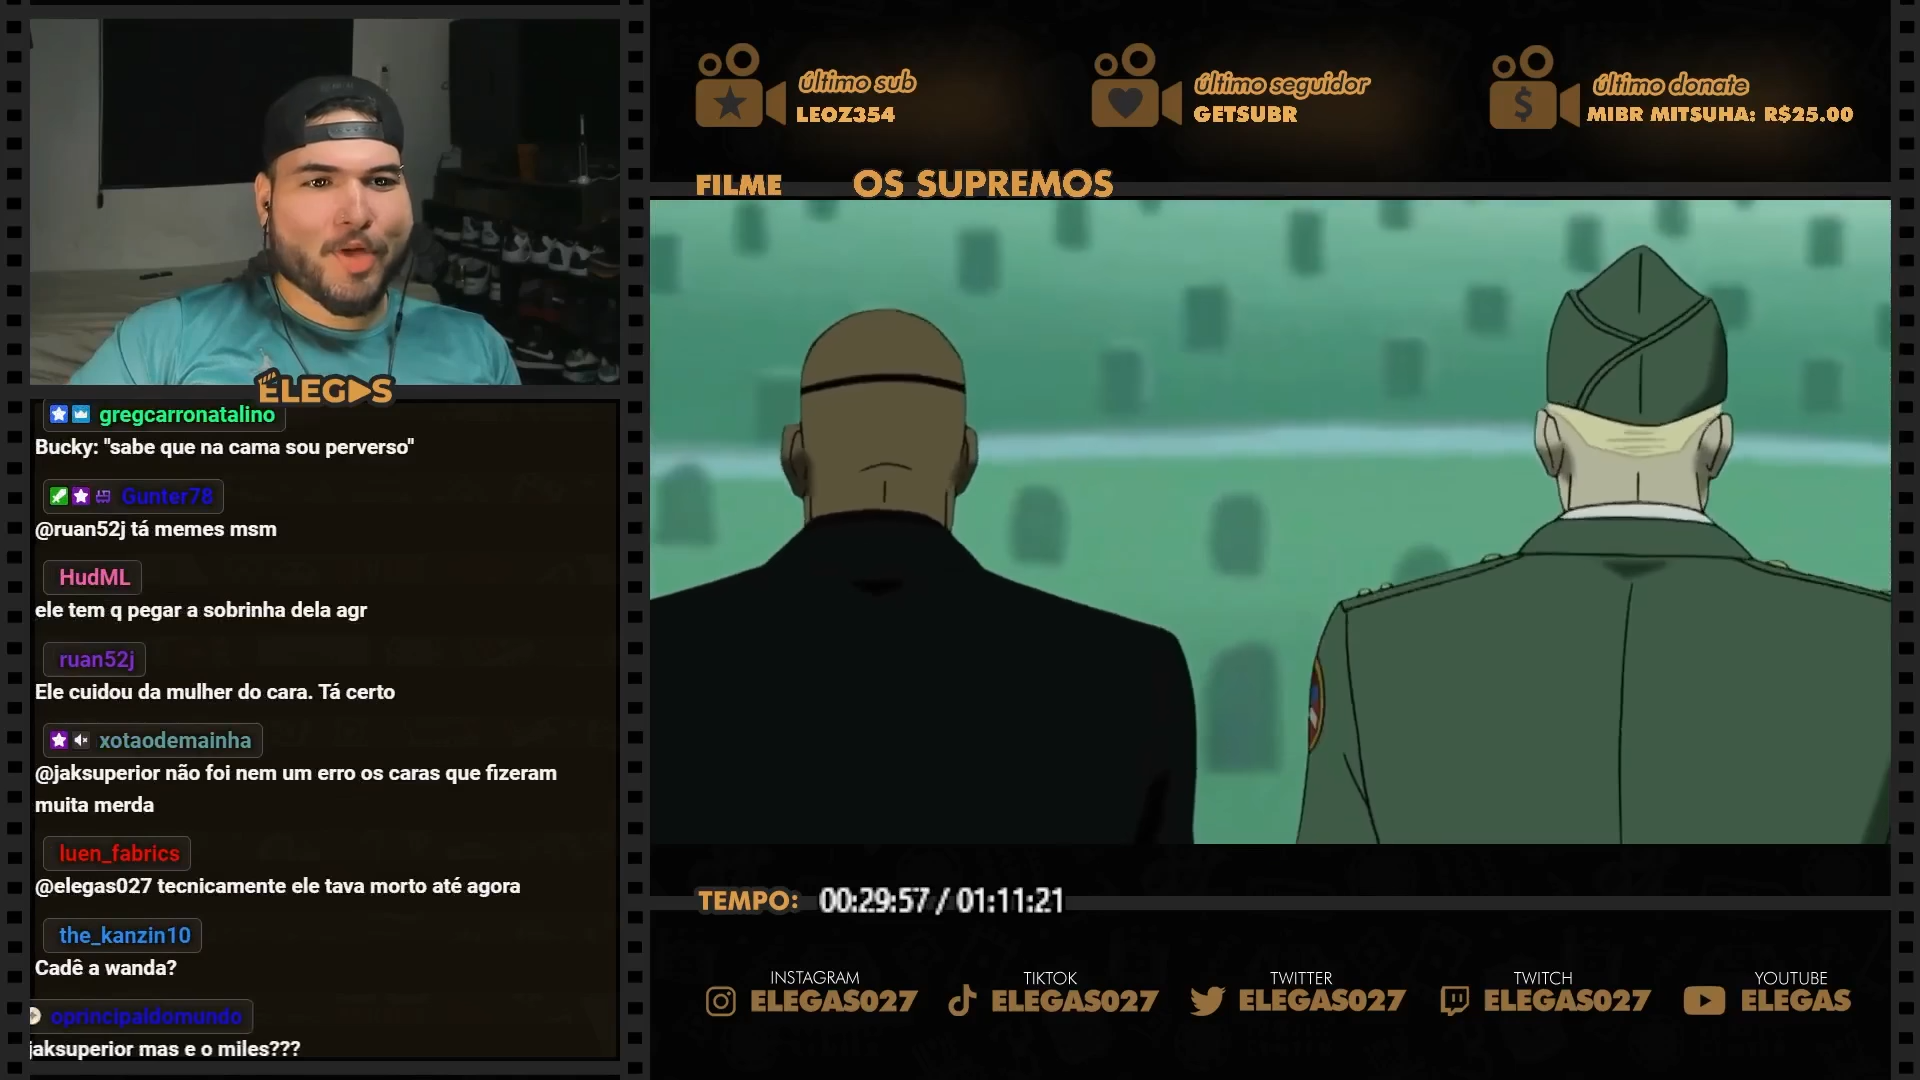 último sub
LEOZ354
último seguidor
GETSUBR
último donate
MIBR MITSUHA: R$25.00
FILME OS SUPREMOS
ELEGAS
gregcarronatalino
Bucky: "sabe que na cama sou perverso"
Gunter78
@ruan52j tá memes msm
HudML
ele tem q pegar a sobrinha dela agr
ruan52j
Ele cuidou da mulher do cara. Tá certo
xotaodemainha
@jaksuperior não foi nem um erro os caras que fizeram
muita merda
luen_fabrics
@elegas027 tecnicamente ele tava morto até agora
the_kanzin10
Cadê a wanda?
oprincipaldomundo
jaksuperior mas e o miles???
TEMPO: 00:29:57 / 01:11:21
INSTAGRAM
ELEGAS027
TIKTOK
ELEGAS027
TWITTER
ELEGAS027
TWITCH
ELEGAS027
YOUTUBE
ELEGAS